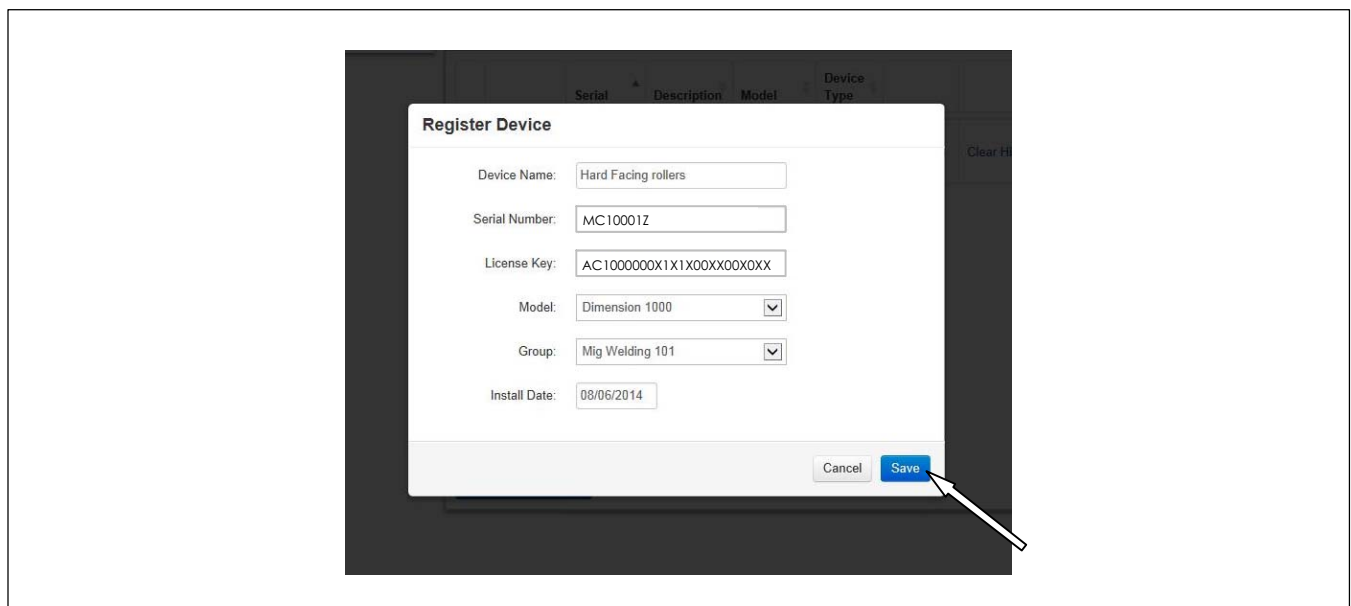 Serial Description Model Device Type
Clear Hi
Register Device
Device Name: Hard Facing rollers
Serial Number: MC10001Z
License Key: AC1000000X1X1X00XX00X0XX
Model: Dimension 1000
Group: Mig Welding 101
Install Date: 08/06/2014
Cancel Save